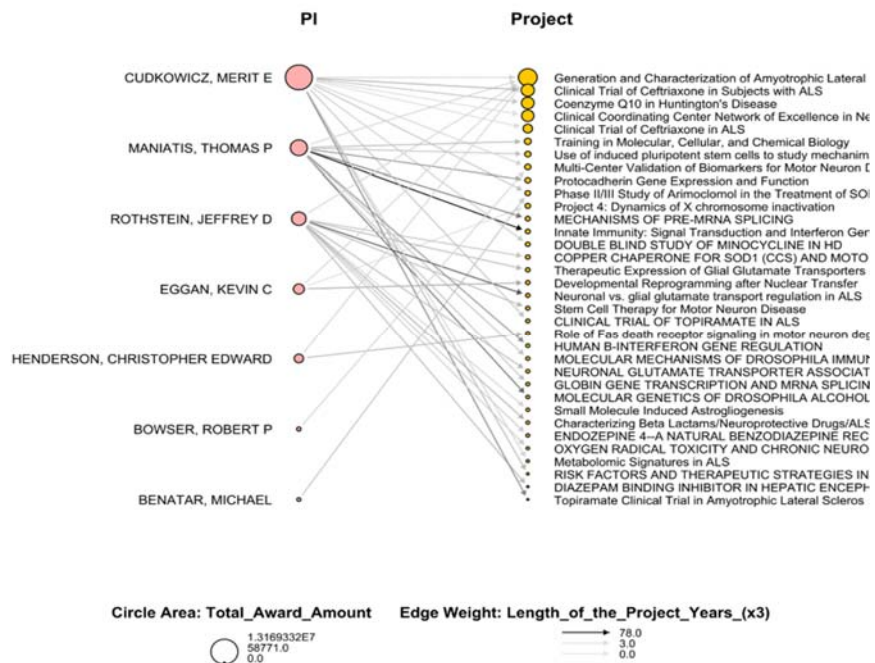 PI
Project
CUDKOWICZ, MERIT E
MANIATIS, THOMAS P
ROTHSTEIN, JEFFREY D
EGGAN, KEVIN C
HENDERSON, CHRISTOPHER EDWARD
BOWSER, ROBERT P
BENATAR, MICHAEL
Generation and Characterization of Amyotrophic Lateral
Clinical Trial of Ceftriaxone in Subjects with ALS
Coenzyme Q10 in Huntington's Disease
Clinical Coordinating Center Network of Excellence in Ne
Clinical Trial of Ceftriaxone in ALS
Training in Molecular, Cellular, and Chemical Biology
Use of induced pluripotent stem cells to study mechanim
Multi-Center Validation of Biomarkers for Motor Neuron D
Protocadherin Gene Expression and Function
Phase II/III Study of Arimoclomol in the Treatment of SO
Project 4: Dynamics of X chromosome inactivation
MECHANISMS OF PRE-MRNA SPLICING
Innate Immunity: Signal Transduction and Interferon Gen
DOUBLE BLIND STUDY OF MINOCYCLINE IN HD
COPPER CHAPERONE FOR SOD1 (CCS) AND MOTO
Therapeutic Expression of Glial Glutamate Transporters
Developmental Reprogramming after Nuclear Transfer
Neuronal vs. glial glutamate transport regulation in ALS
Stem Cell Therapy for Motor Neuron Disease
CLINICAL TRIAL OF TOPIRAMATE IN ALS
Role of Fas death receptor signaling in motor neuron deg
HUMAN B-INTERFERON GENE REGULATION
MOLECULAR MECHANISMS OF DROSOPHILA IMMUN
NEURONAL GLUTAMATE TRANSPORTER ASSOCIAT
GLOBIN GENE TRANSCRIPTION AND MRNA SPLICIN
MOLECULAR GENETICS OF DROSOPHILA ALCOHOL
Small Molecule Induced Astrogliogenesis
Characterizing Beta Lactams/Neuroprotective Drugs/ALS
ENDOZEPINE 4--A NATURAL BENZODIAZEPINE REC
OXYGEN RADICAL TOXICITY AND CHRONIC NEURO
Metabolomic Signatures in ALS
RISK FACTORS AND THERAPEUTIC STRATEGIES IN
DIAZEPAM BINDING INHIBITOR IN HEPATIC ENCEPH
Topiramate Clinical Trial in Amyotrophic Lateral Scleros
Circle Area: Total_Award_Amount
1.3169332E7
58771.0
0.0
Edge Weight: Length_of_the_Project_Years_(x3)
78.0
3.0
0.0